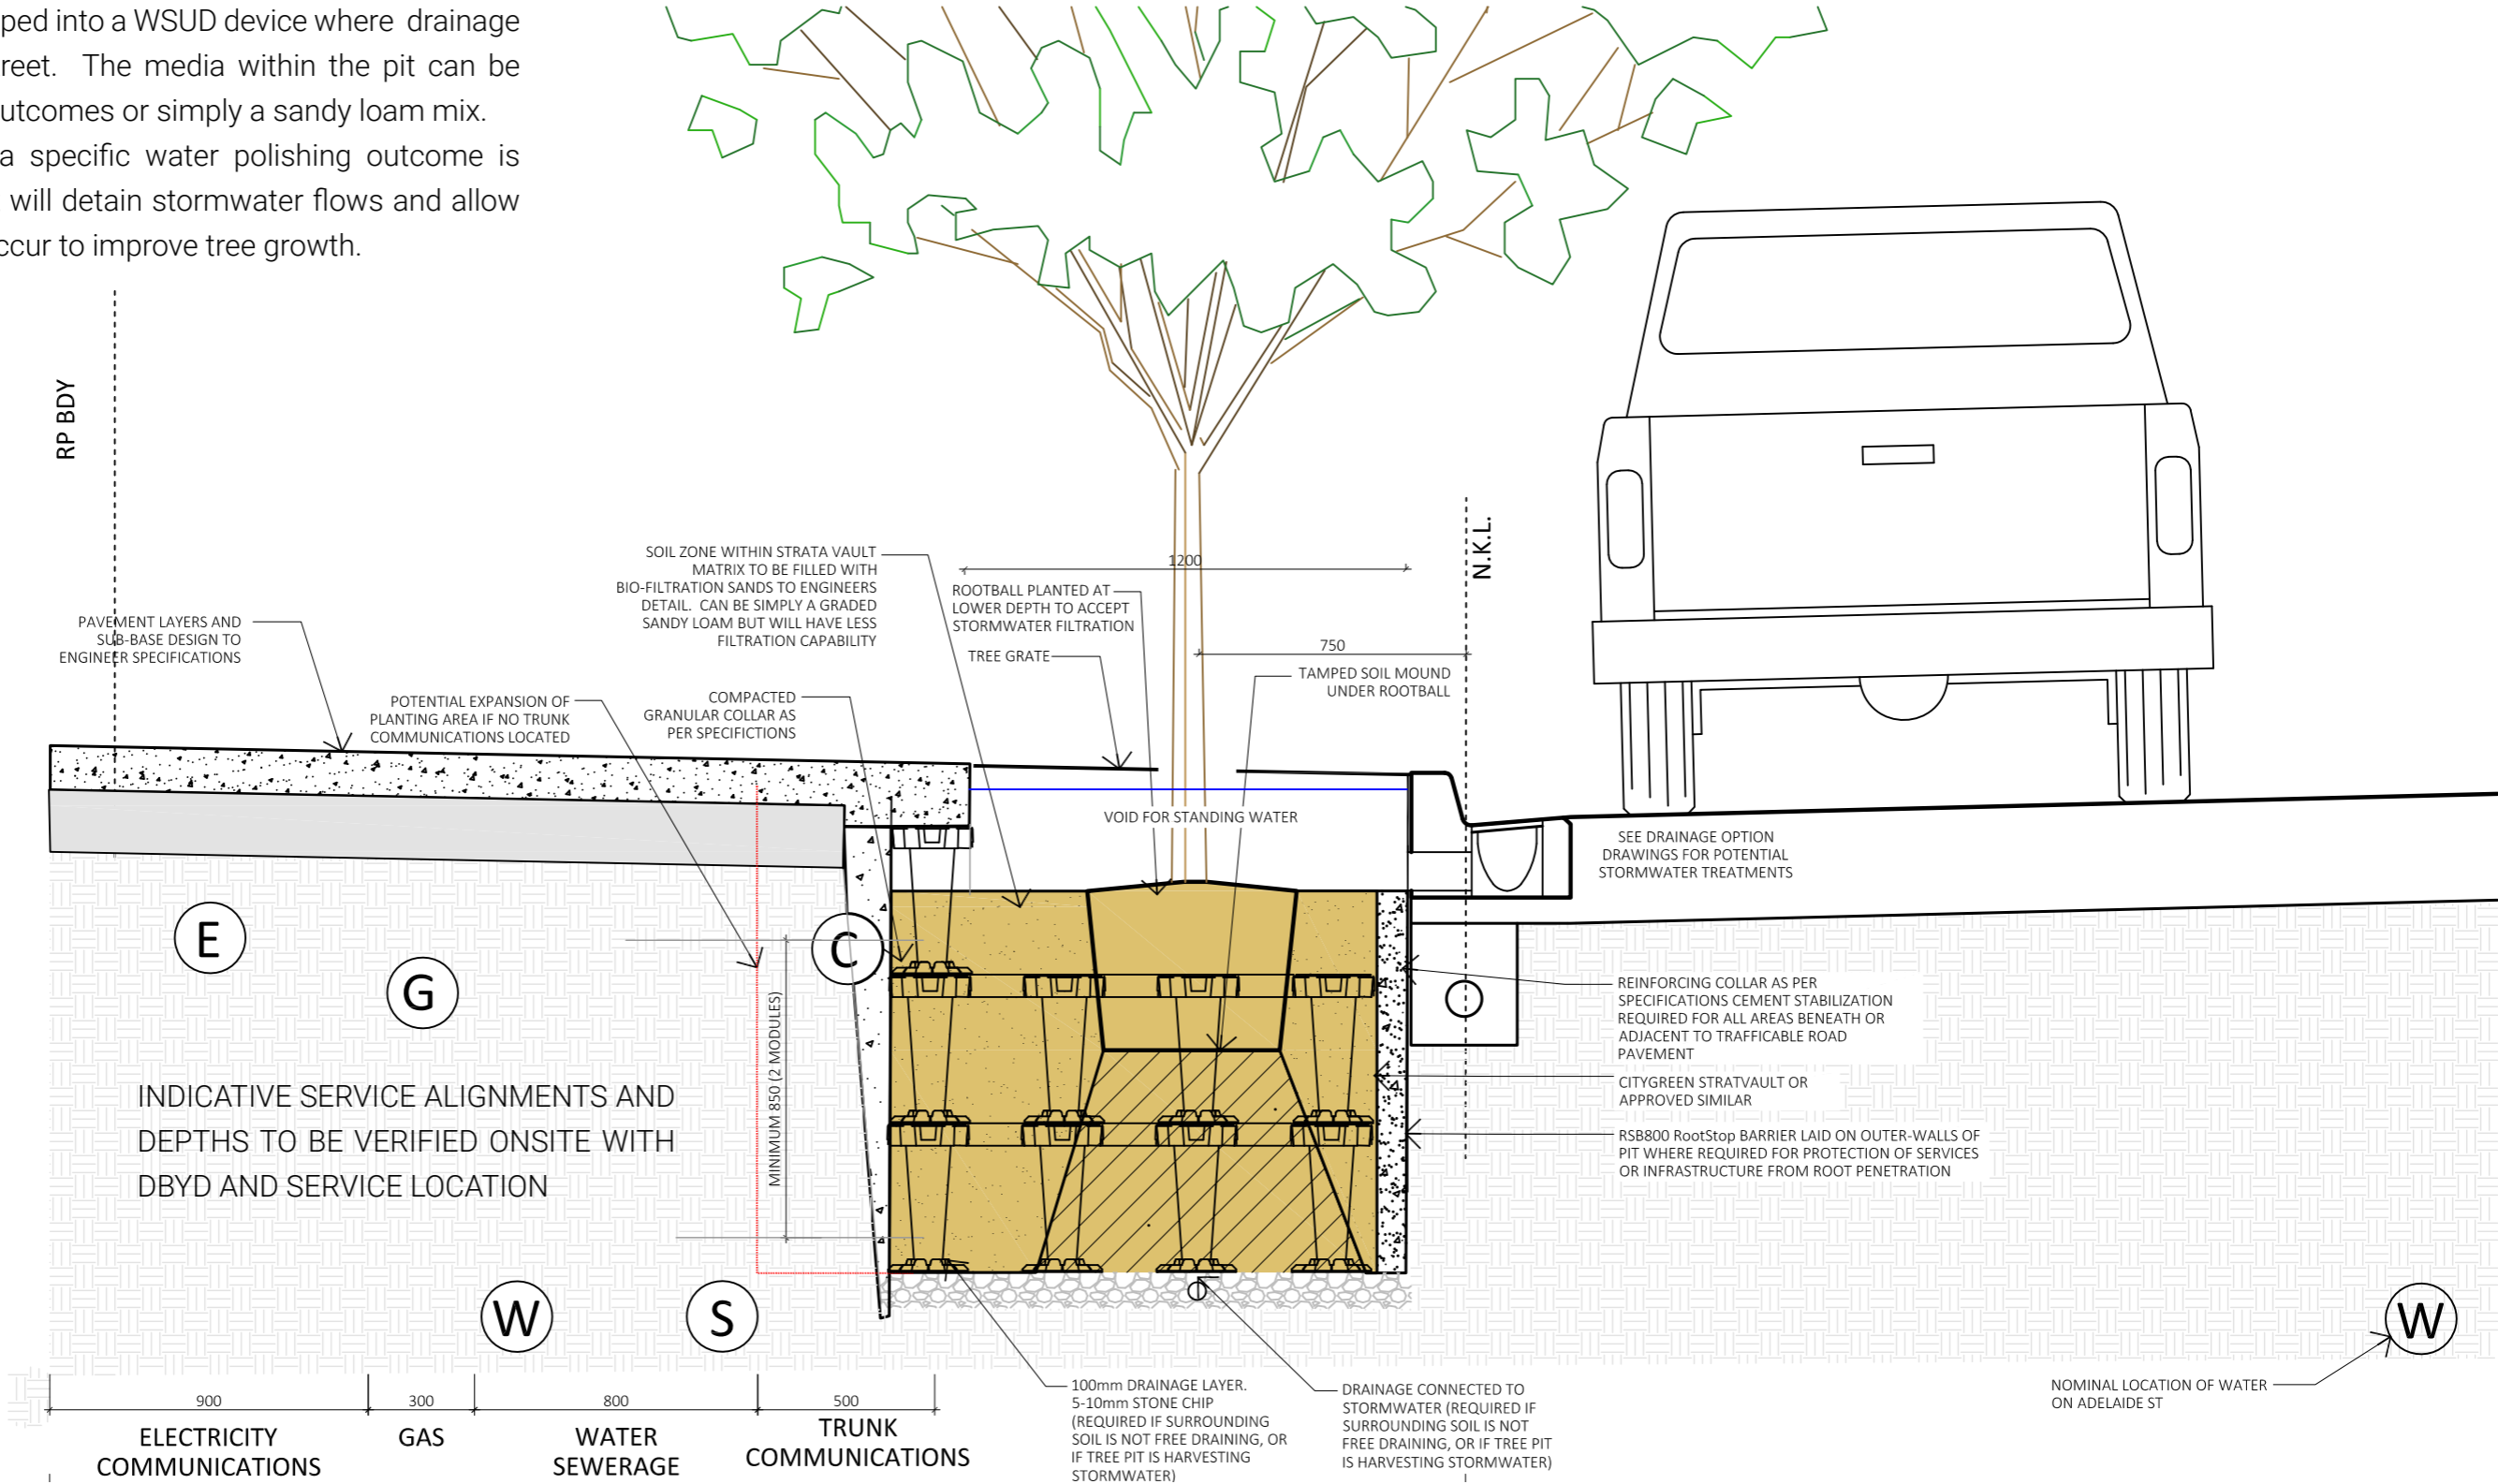 ped into a WSUD device where drainage
reet. The media within the pit can be
utcomes or simply a sandy loam mix.
a specific water polishing outcome is
will detain stormwater flows and allow
ccur to improve tree growth.
RP BDY
N.K.L.
SOIL ZONE WITHIN STRATA VAULT
MATRIX TO BE FILLED WITH
BIO-FILTRATION SANDS TO ENGINEERS
DETAIL. CAN BE SIMPLY A GRADED
SANDY LOAM BUT WILL HAVE LESS
FILTRATION CAPABILITY
1200
ROOTBALL PLANTED AT
LOWER DEPTH TO ACCEPT
STORMWATER FILTRATION
TREE GRATE
750
TAMPED SOIL MOUND
UNDER ROOTBALL
PAVEMENT LAYERS AND
SUB-BASE DESIGN TO
ENGINEER SPECIFICATIONS
POTENTIAL EXPANSION OF
PLANTING AREA IF NO TRUNK
COMMUNICATIONS LOCATED
COMPACTED
GRANULAR COLLAR AS
PER SPECIFICTIONS
VOID FOR STANDING WATER
SEE DRAINAGE OPTION
DRAWINGS FOR POTENTIAL
STORMWATER TREATMENTS
E
G
C
MINIMUM 850 (2 MODULES)
REINFORCING COLLAR AS PER
SPECIFICATIONS CEMENT STABILIZATION
REQUIRED FOR ALL AREAS BENEATH OR
ADJACENT TO TRAFFICABLE ROAD
PAVEMENT
CITYGREEN STRATVAULT OR
APPROVED SIMILAR
RSB800 RootStop BARRIER LAID ON OUTER-WALLS OF
PIT WHERE REQUIRED FOR PROTECTION OF SERVICES
OR INFRASTRUCTURE FROM ROOT PENETRATION
INDICATIVE SERVICE ALIGNMENTS AND
DEPTHS TO BE VERIFIED ONSITE WITH
DBYD AND SERVICE LOCATION
W
S
W
900
300
800
500
ELECTRICITY
COMMUNICATIONS
GAS
WATER
SEWERAGE
TRUNK
COMMUNICATIONS
100mm DRAINAGE LAYER.
5-10mm STONE CHIP
(REQUIRED IF SURROUNDING
SOIL IS NOT FREE DRAINING, OR
IF TREE PIT IS HARVESTING
STORMWATER)
DRAINAGE CONNECTED TO
STORMWATER (REQUIRED IF
SURROUNDING SOIL IS NOT
FREE DRAINING, OR IF TREE PIT
IS HARVESTING STORMWATER)
NOMINAL LOCATION OF WATER
ON ADELAIDE ST